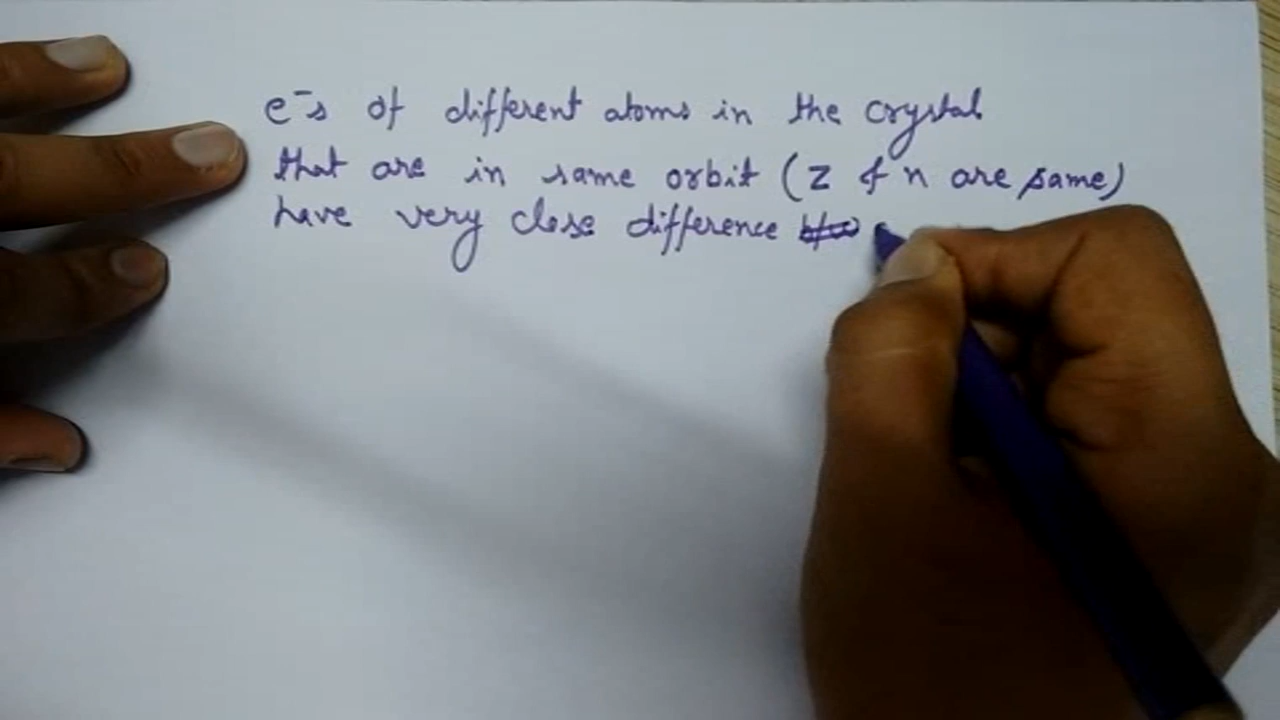 e⁻s of different atoms in the crystal
that are in same orbit (Z & n are same)
have very close difference